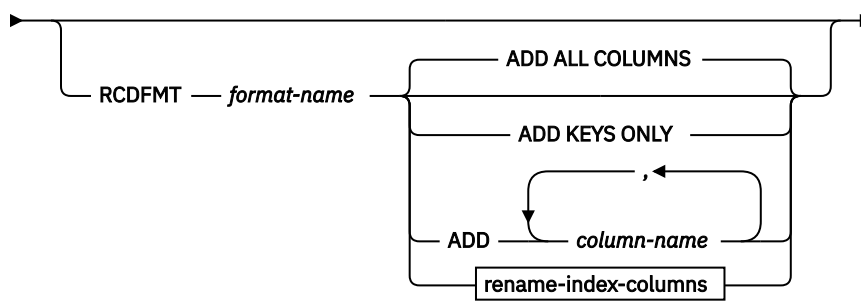 ADD ALL COLUMNS
RCDFMT format-name
ADD KEYS ONLY
,
ADD column-name
rename-index-columns